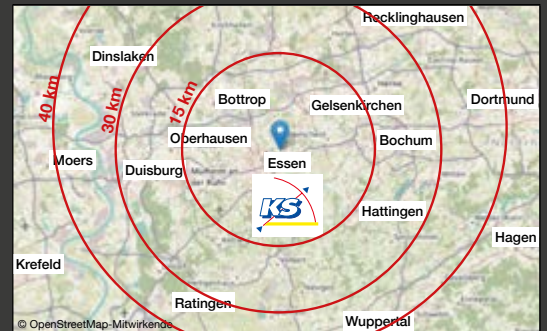 Recklinghausen
Dinslaken
40 km
30 km
15 km
Bottrop
Gelsenkirchen
Dortmund
Oberhausen
Bochum
Moers
Duisburg
Essen
KS
Hattingen
Hagen
Krefeld
Ratingen
Wuppertal
© OpenStreetMap-Mitwirkende